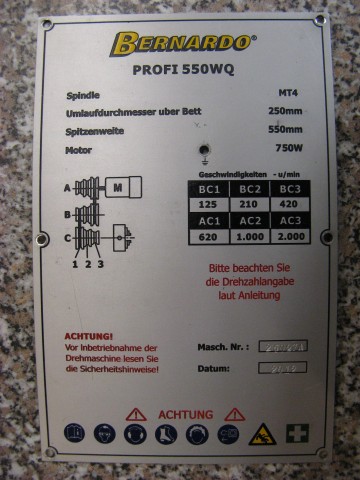 BERNARDO®
PROFI 550WQ
Spindle MT4
Umlaufdurchmesser uber Bett 250mm
Spitzenweite 550mm
Motor 750W
Geschwindigkeiten - u/min
A M
B
C
1 2 3
BC1 BC2 BC3
125 210 420
AC1 AC2 AC3
620 1.000 2.000
Bitte beachten Sie
die Drehzahlangabe
laut Anleitung
ACHTUNG!
Vor Inbetriebnahme der
Drehmaschine lesen Sie
die Sicherheitshinweise!
Masch. Nr. :
Datum:
ACHTUNG